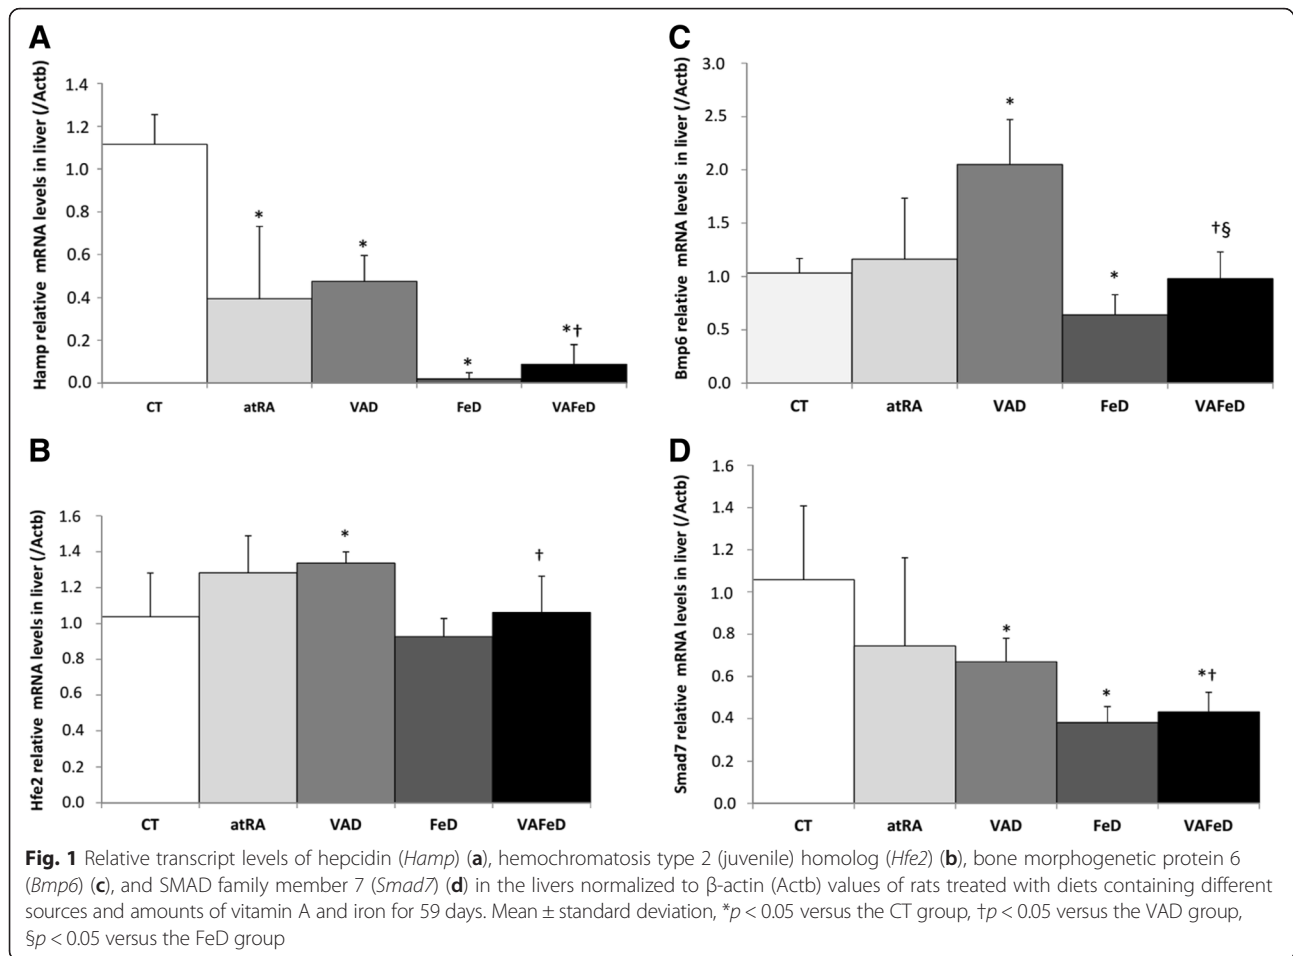 A
Hamp relative mRNA levels in liver (/Actb)
1.4
1.2
1.0
0.8
0.6
0.4
0.2
0.0
*
*
*
*†
CT atRA VAD FeD VAFeD
B
Hfe2 relative mRNA levels in liver (/Actb)
1.6
1.4
1.2
1.0
0.8
0.6
0.4
0.2
0.0
*
†
CT atRA VAD FeD VAFeD
C
Bmp6 relative mRNA levels in liver (/Actb)
3.0
2.5
2.0
1.5
1.0
0.5
0.0
*
*
†§
CT atRA VAD FeD VAFeD
D
Smad7 relative mRNA levels in liver (/Actb)
1.6
1.4
1.2
1.0
0.8
0.6
0.4
0.2
0.0
*
*
*†
CT atRA VAD FeD VAFeD
Fig. 1 Relative transcript levels of hepcidin (Hamp) (a), hemochromatosis type 2 (juvenile) homolog (Hfe2) (b), bone morphogenetic protein 6
(Bmp6) (c), and SMAD family member 7 (Smad7) (d) in the livers normalized to β-actin (Actb) values of rats treated with diets containing different
sources and amounts of vitamin A and iron for 59 days. Mean ± standard deviation, *p < 0.05 versus the CT group, †p < 0.05 versus the VAD group,
§p < 0.05 versus the FeD group